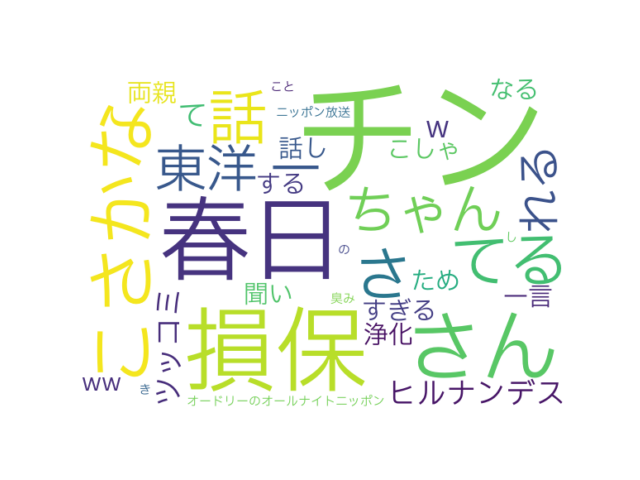 両親
こと
チン
なる
て
話
ニッポン放送
w
こしゃ
こさかな
東洋
一
話し
する
れる
春日
ちゃん
の
さ
てる
し
ため
聞い
臭み
すぎる
一言
ツッコミ
損保
浄化
さん
ww
き
オードリーのオールナイトニッポン
ヒルナンデス